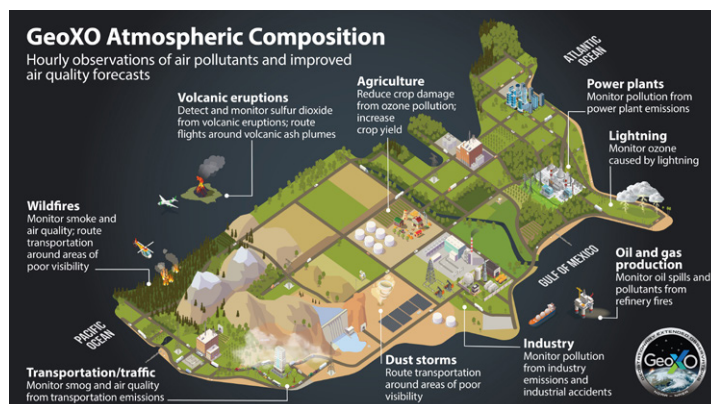 GeoXO Atmospheric Composition
Hourly observations of air pollutants and improved
air quality forecasts
Volcanic eruptions
Detect and monitor sulfur dioxide
from volcanic eruptions; route
flights around volcanic ash plumes
Agriculture
Reduce crop damage
from ozone pollution;
increase
crop yield
ATLANTIC
OCEAN
Power plants
Monitor pollution from
power plant emissions
Lightning
Monitor ozone
caused by lightning
Wildfires
Monitor smoke and
air quality; route
transportation
around areas of
poor visibility
GULF OF MEXICO
Oil and gas
production
Monitor oil spills and
pollutants from
refinery fires
PACIFIC
OCEAN
Transportation/traffic
Monitor smog and air quality
from transportation emissions
Dust storms
Route transportation
around areas of poor
visibility
Industry
Monitor pollution
from industry
emissions and
industrial accidents
GeoXO